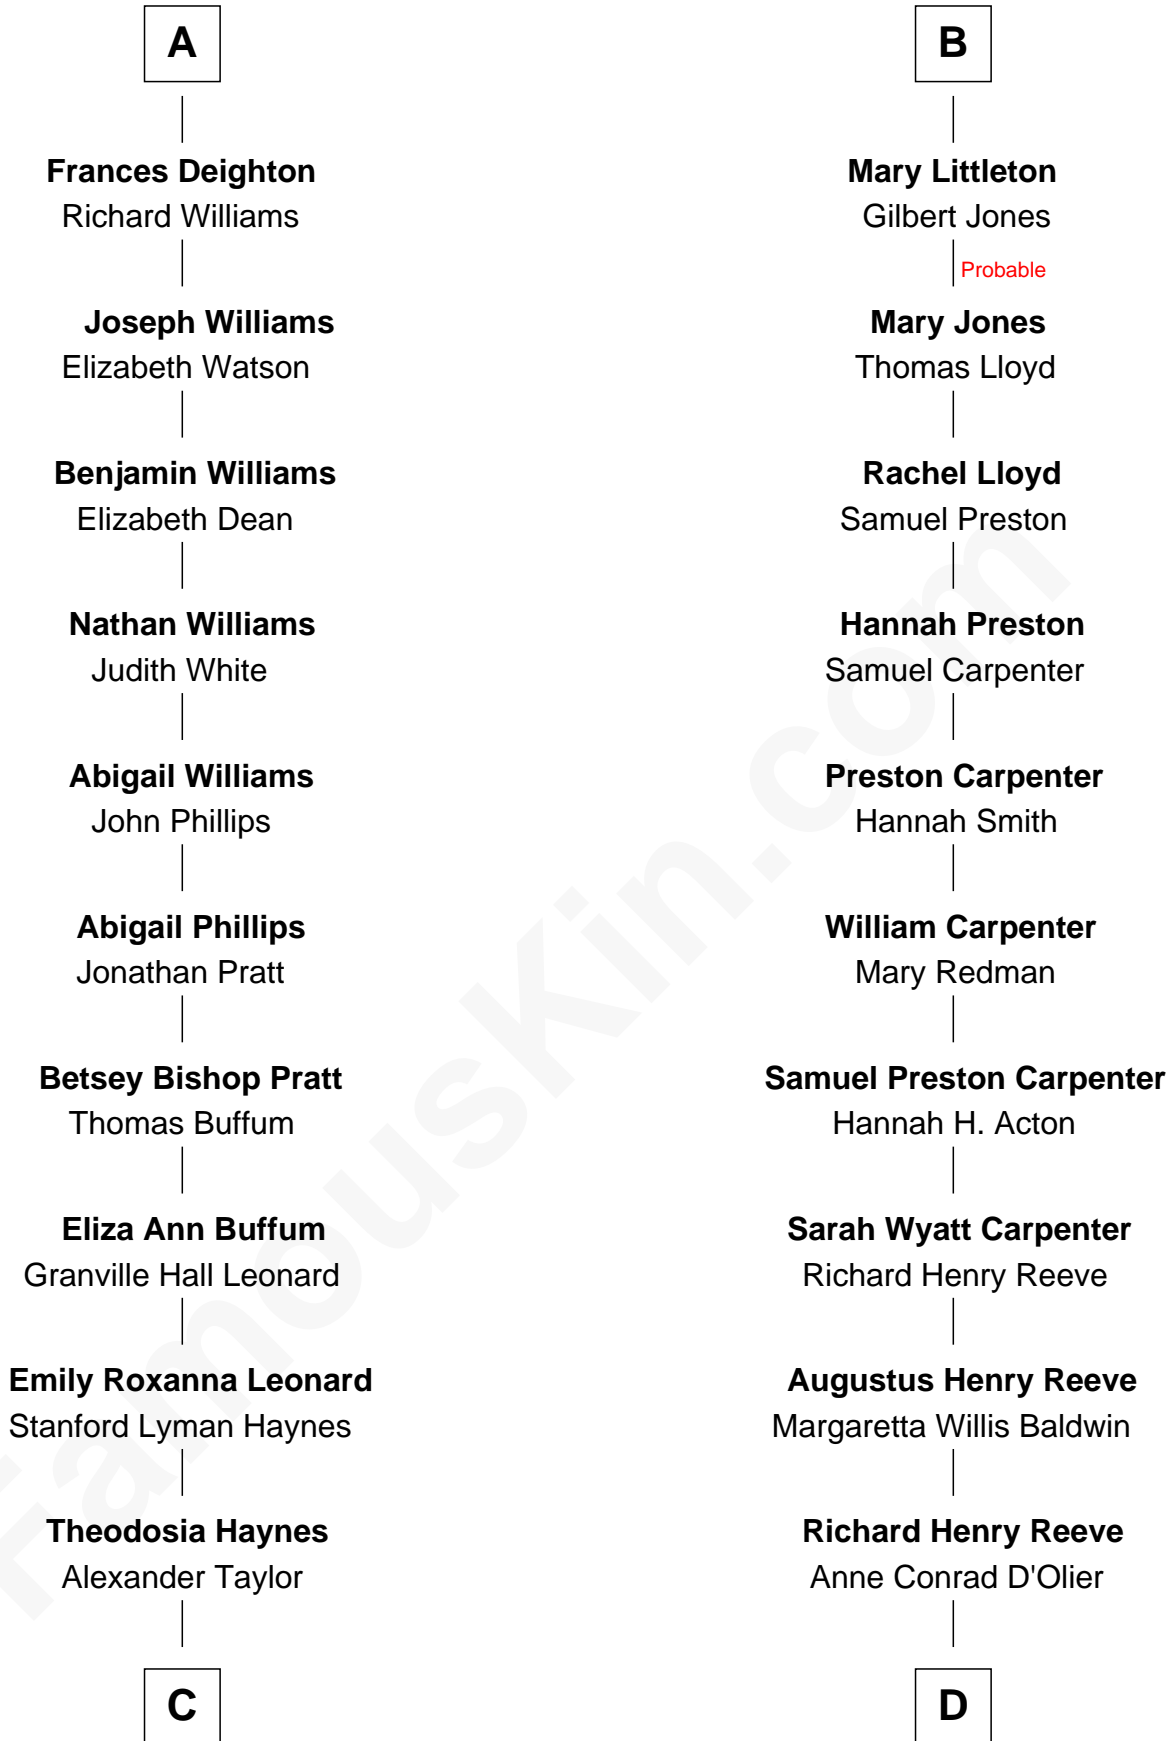 A
Frances Deighton
Richard Williams
Joseph Williams
Elizabeth Watson
Benjamin Williams
Elizabeth Dean
Nathan Williams
Judith White
Abigail Williams
John Phillips
Abigail Phillips
Jonathan Pratt
Betsey Bishop Pratt
Thomas Buffum
Eliza Ann Buffum
Granville Hall Leonard
Emily Roxanna Leonard
Stanford Lyman Haynes
Theodosia Haynes
Alexander Taylor
C
B
Mary Littleton
Gilbert Jones
Probable
Mary Jones
Thomas Lloyd
Rachel Lloyd
Samuel Preston
Hannah Preston
Samuel Carpenter
Preston Carpenter
Hannah Smith
William Carpenter
Mary Redman
Samuel Preston Carpenter
Hannah H. Acton
Sarah Wyatt Carpenter
Richard Henry Reeve
Augustus Henry Reeve
Margaretta Willis Baldwin
Richard Henry Reeve
Anne Conrad D'Olier
D
FamousKin.com